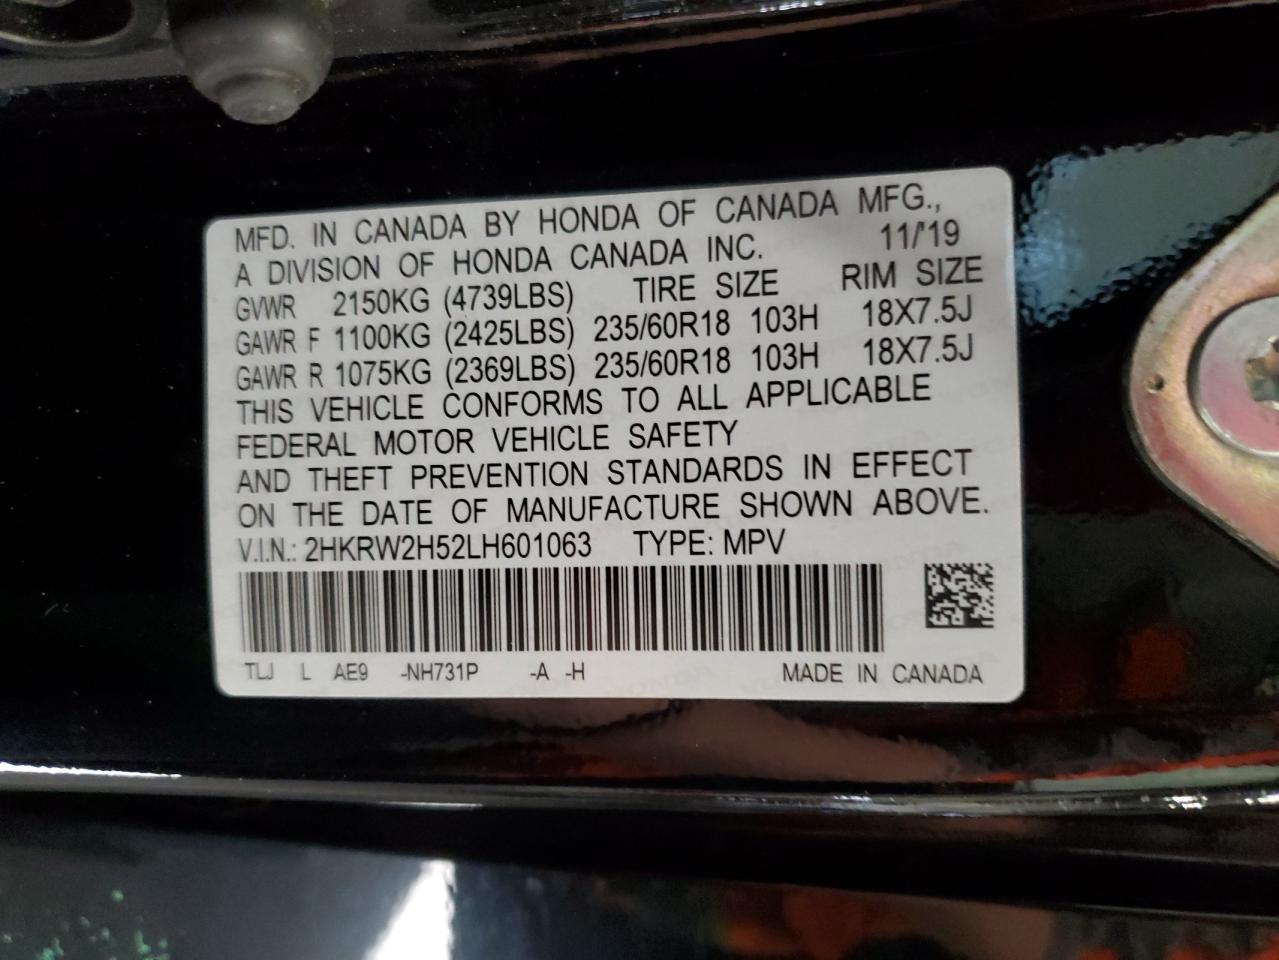 MFD. IN CANADA BY HONDA OF CANADA MFG.,
A DIVISION OF HONDA CANADA INC. 11/'19
GVWR 2150KG (4739LBS) TIRE SIZE RIM SIZE
GAWR F 1100KG (2425LBS) 235/60R18 103H 18X7.5J
GAWR R 1075KG (2369LBS) 235/60R18 103H 18X7.5J
THIS VEHICLE CONFORMS TO ALL APPLICABLE
FEDERAL MOTOR VEHICLE SAFETY
AND THEFT PREVENTION STANDARDS IN EFFECT
ON THE DATE OF MANUFACTURE SHOWN ABOVE.
V.I.N.: 2HKRW2H52LH601063 TYPE: MPV
TLJ L AE9 -NH731P -A -H MADE IN CANADA